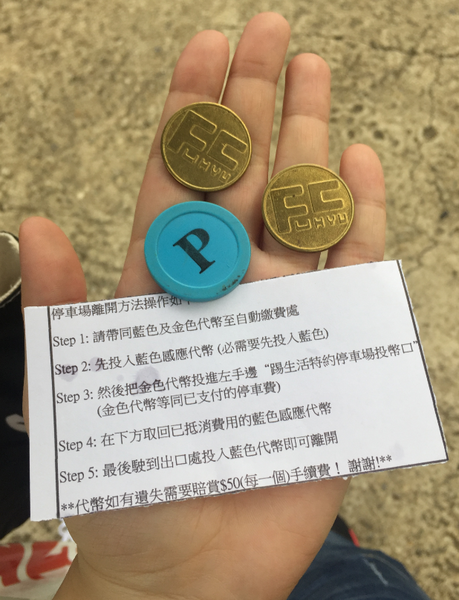 FC
FUHYU
FC
FUHYU
P
停車場離開方法操作如下
Step 1: 請帶同藍色及金色代幣至自動繳費處
Step 2: 先投入藍色感應代幣 (必需要先投入藍色)
Step 3: 然後把金色代幣投進左手邊“踢生活特約停車場投幣口”
(金色代幣等同已支付的停車費)
Step 4: 在下方取回已抵消費用的藍色感應代幣
Step 5: 最後駛到出口處投入藍色代幣即可離開
**代幣如有遺失需要賠賞$50(每一個)手續費！ 謝謝!**